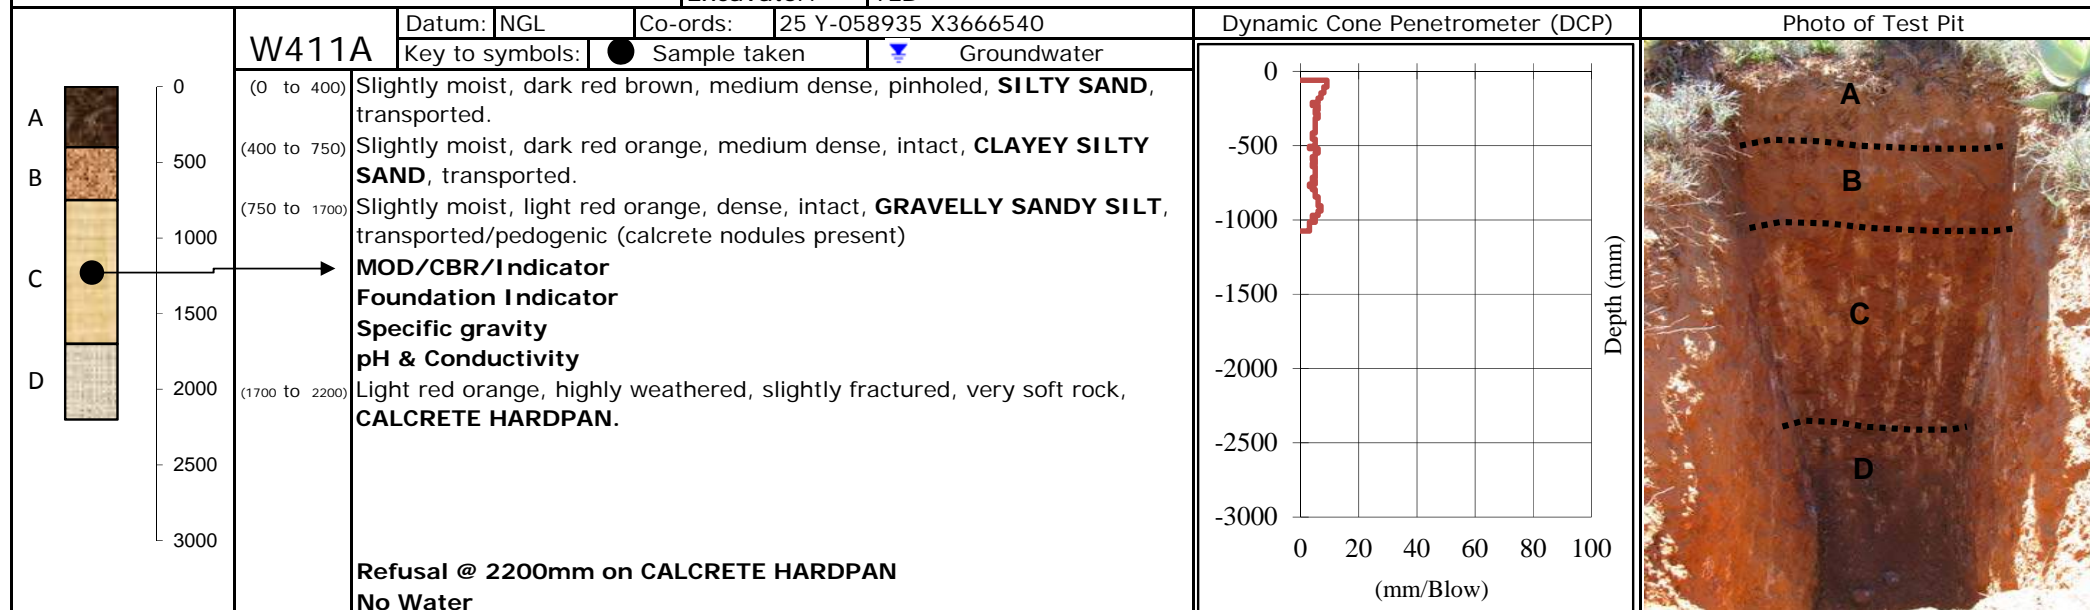 W411A
Datum: NGL Co-ords: 25 Y-058935 X3666540
Key to symbols: Sample taken Groundwater
Dynamic Cone Penetrometer (DCP)
Photo of Test Pit
A
B
C
D
0
500
1000
1500
2000
2500
3000
(0 to 400) Slightly moist, dark red brown, medium dense, pinholed, SILTY SAND,
transported.
(400 to 750) Slightly moist, dark red orange, medium dense, intact, CLAYEY SILTY
SAND, transported.
(750 to 1700) Slightly moist, light red orange, dense, intact, GRAVELLY SANDY SILT,
transported/pedogenic (calcrete nodules present)
MOD/CBR/Indicator
Foundation Indicator
Specific gravity
pH & Conductivity
(1700 to 2200) Light red orange, highly weathered, slightly fractured, very soft rock,
CALCRETE HARDPAN.
Refusal @ 2200mm on CALCRETE HARDPAN
No Water
0
-500
-1000
-1500
-2000
-2500
-3000
0 20 40 60 80 100
(mm/Blow)
Depth (mm)
A
B
C
D